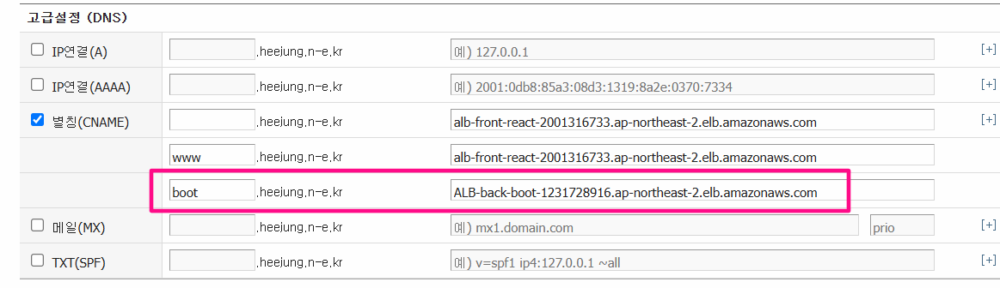 고급설정 (DNS)
IP연결(A) .heejung.n-e.kr 예) 127.0.0.1 [+]
IP연결(AAAA) .heejung.n-e.kr 예) 2001:0db8:85a3:08d3:1319:8a2e:0370:7334 [+]
별칭(CNAME) .heejung.n-e.kr alb-front-react-2001316733.ap-northeast-2.elb.amazonaws.com [+]
www .heejung.n-e.kr alb-front-react-2001316733.ap-northeast-2.elb.amazonaws.com
boot .heejung.n-e.kr ALB-back-boot-1231728916.ap-northeast-2.elb.amazonaws.com
메일(MX) .heejung.n-e.kr 예) mx1.domain.com prio [+]
TXT(SPF) .heejung.n-e.kr 예) v=spf1 ip4:127.0.0.1 ~all [+]